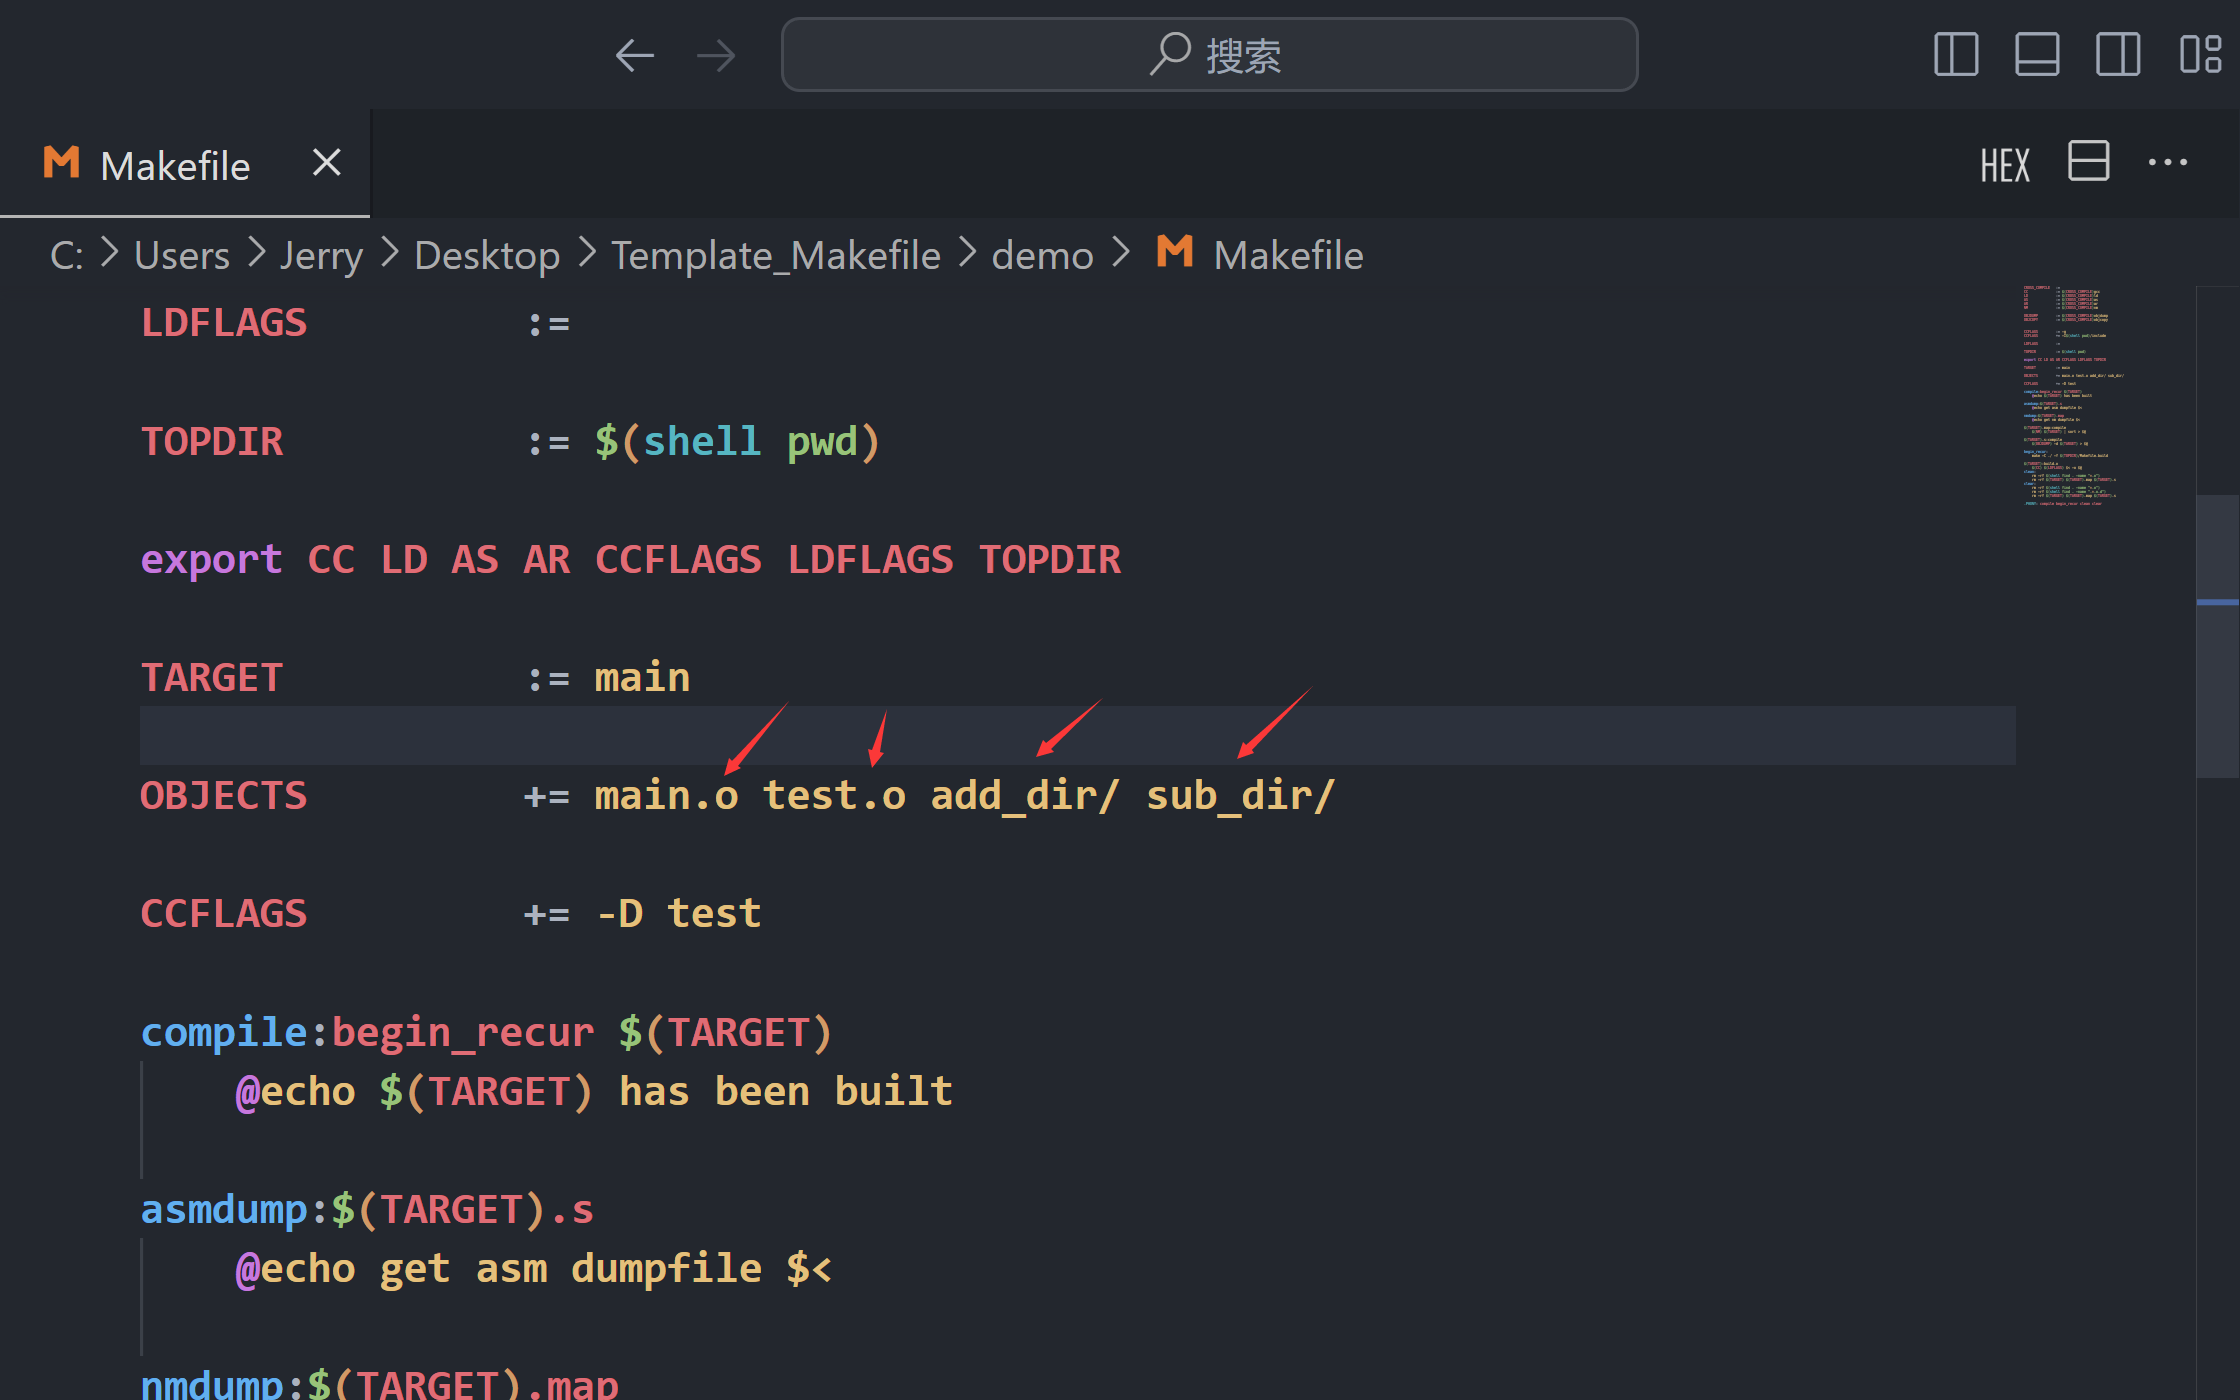 搜索
Makefile
HEX
C: > Users > Jerry > Desktop > Template_Makefile > demo > Makefile
LDFLAGS :=
TOPDIR := $(shell pwd)
export CC LD AS AR CCFLAGS LDFLAGS TOPDIR
TARGET := main
OBJECTS += main.o test.o add_dir/ sub_dir/
CCFLAGS += -D test
compile:begin_recur $(TARGET)
@echo $(TARGET) has been built
asmdump:$(TARGET).s
@echo get asm dumpfile $<
nmdump:$(TARGET).map